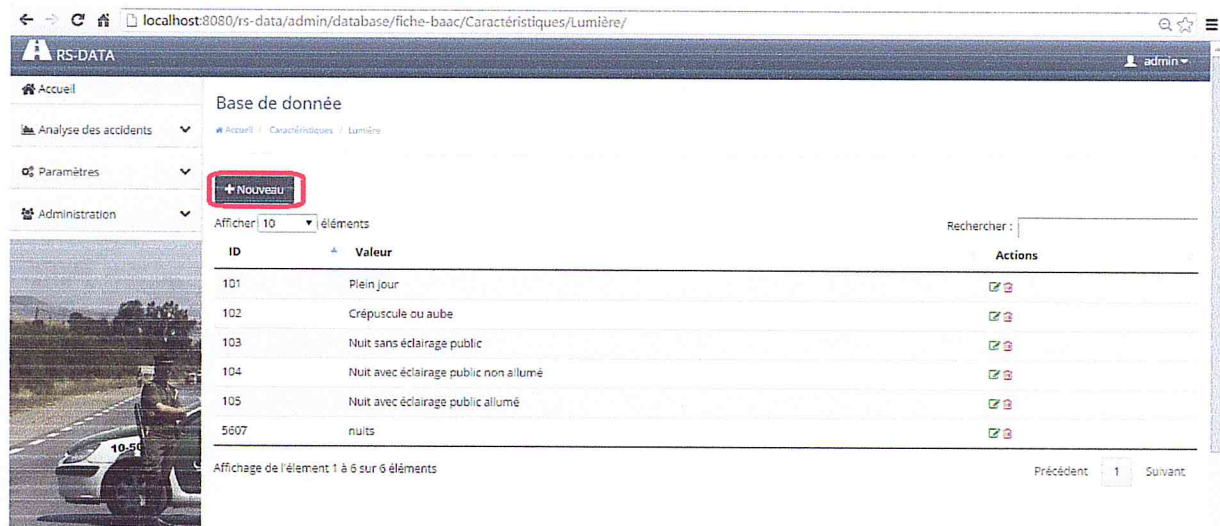 localhost:8080/rs-data/admin/database/fiche-baac/Caractéristiques/Lumière/
RS-DATA
admin
Accueil
Analyse des accidents
Paramètres
Administration
Base de donnée
Accueil / Caractéristiques / Lumière
+ Nouveau
Afficher 10 éléments
Rechercher :
ID Valeur Actions
101 Plein jour
102 Crépuscule ou aube
103 Nuit sans éclairage public
104 Nuit avec éclairage public non allumé
105 Nuit avec éclairage public allumé
5607 nuits
Affichage de l'élement 1 à 6 sur 6 éléments
Précédent 1 Suivant
10-50